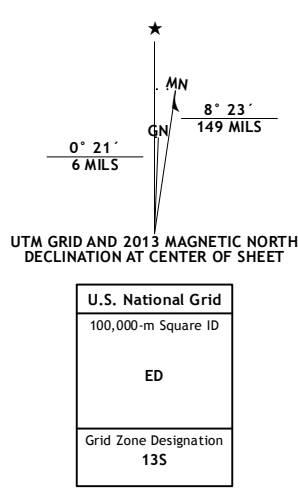 MN
8° 23´
149 MILS
GN
0° 21´
6 MILS
UTM GRID AND 2013 MAGNETIC NORTH
DECLINATION AT CENTER OF SHEET
U.S. National Grid
100,000-m Square ID
ED
Grid Zone Designation
13S